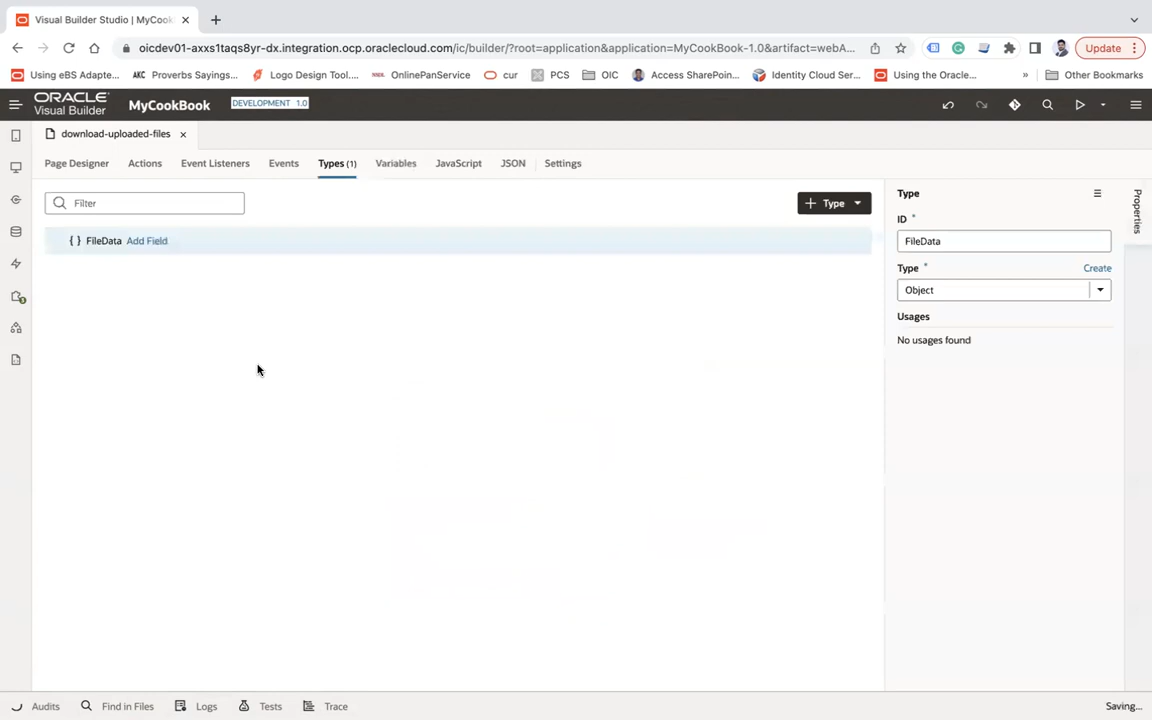 Visual Builder Studio | MyCook
oicdev01-axxs1taqs8yr-dx.integration.ocp.oraclecloud.com/ic/builder/?root=application&application=MyCookBook-1.0&artifact=webA...
Update
Using eBS Adapte...
AKC Proverbs Sayings...
Logo Design Tool....
OnlinePanService
cur
PCS
OIC
Access SharePoin...
Identity Cloud Ser...
Using the Oracle...
»
Other Bookmarks
ORACLE
Visual Builder
MyCookBook
DEVELOPMENT 1.0
download-uploaded-files
Page Designer
Actions
Event Listeners
Events
Types (1)
Variables
JavaScript
JSON
Settings
Filter
+ Type
{ } FileData Add Field
Type
ID *
FileData
Type *
Create
Object
Usages
No usages found
Properties
Audits
Find in Files
Logs
Tests
Trace
Saving...